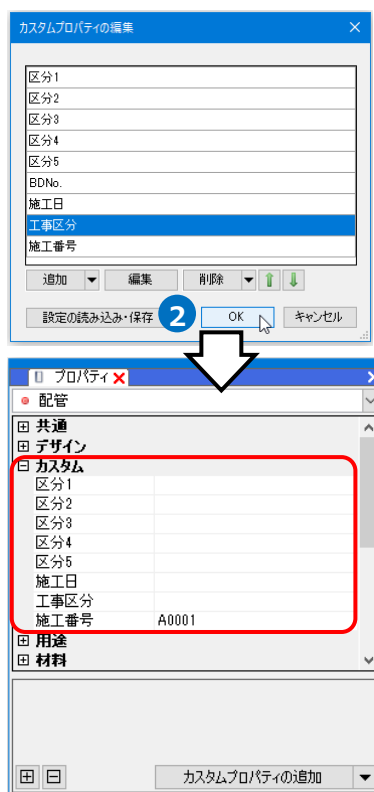 カスタムプロパティの編集
区分1
区分2
区分3
区分4
区分5
BDNo.
施工日
工事区分
施工番号
追加 編集 削除
設定の読み込み・保存 2 OK キャンセル
プロパティ
配管
共通
デザイン
カスタム
区分1
区分2
区分3
区分4
区分5
施工日
工事区分
施工番号 A0001
用途
材料
カスタムプロパティの追加